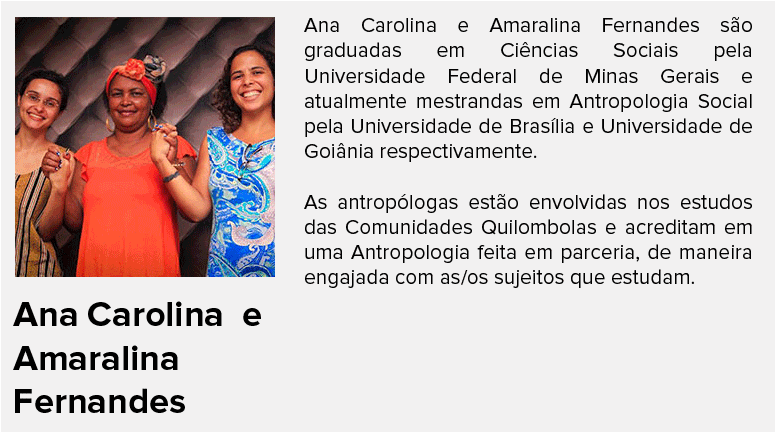 Ana Carolina e Amaralina Fernandes são
graduadas em Ciências Sociais pela
Universidade Federal de Minas Gerais e
atualmente mestrandas em Antropologia Social
pela Universidade de Brasília e Universidade de
Goiânia respectivamente.
As antropólogas estão envolvidas nos estudos
das Comunidades Quilombolas e acreditam em
uma Antropologia feita em parceria, de maneira
engajada com as/os sujeitos que estudam.
Ana Carolina e
Amaralina
Fernandes